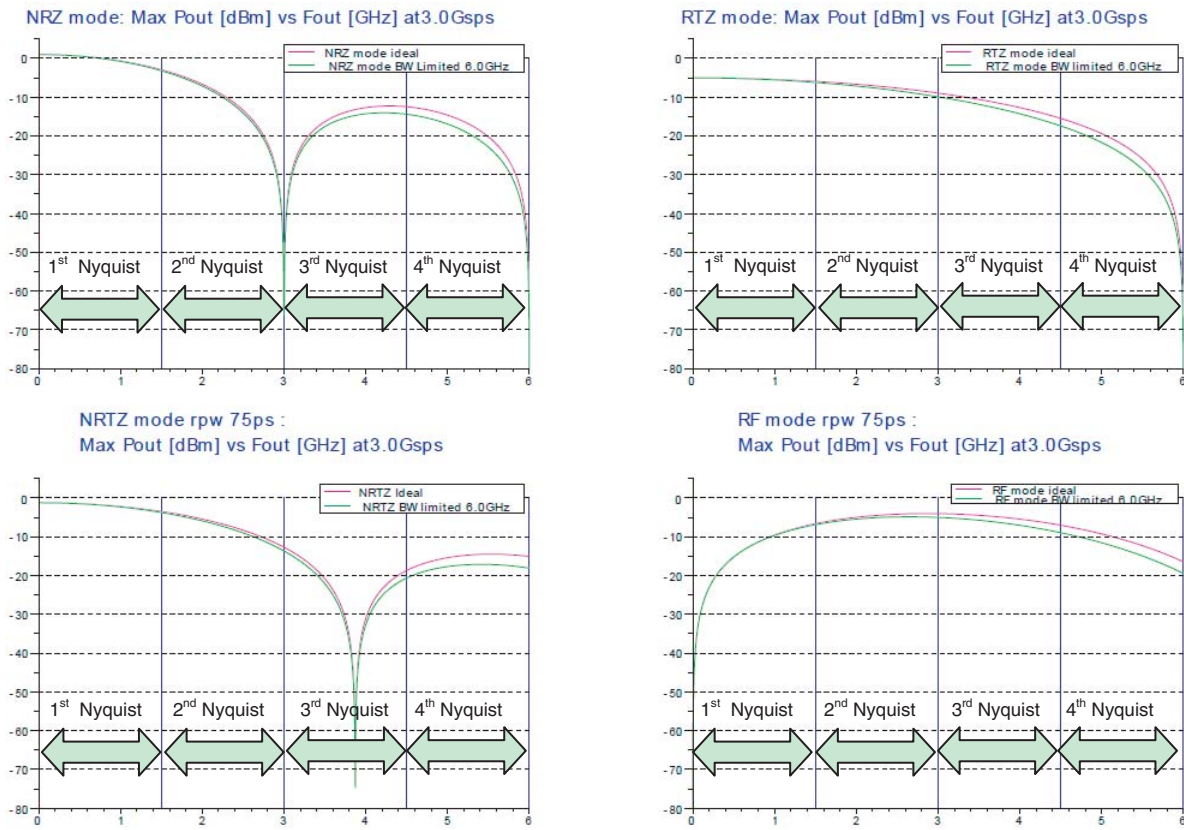 NRZ mode: Max Pout [dBm] vs Fout [GHz] at3.0Gsps
NRZ mode ideal
NRZ mode BW Limited 6.0GHz
0
-10
-20
-30
-40
-50
-60
-70
-80
1st Nyquist
2nd Nyquist
3rd Nyquist
4th Nyquist
0 1 2 3 4 5 6
RTZ mode: Max Pout [dBm] vs Fout [GHz] at3.0Gsps
RTZ mode ideal
RTZ mode BW limited 6.0GHz
0
-10
-20
-30
-40
-50
-60
-70
-80
1st Nyquist
2nd Nyquist
3rd Nyquist
4th Nyquist
0 1 2 3 4 5 6
NRTZ mode rpw 75ps :
Max Pout [dBm] vs Fout [GHz] at3.0Gsps
NRTZ Ideal
NRTZ BW limited 6.0GHz
0
-10
-20
-30
-40
-50
-60
-70
-80
1st Nyquist
2nd Nyquist
3rd Nyquist
4th Nyquist
0 1 2 3 4 5 6
RF mode rpw 75ps :
Max Pout [dBm] vs Fout [GHz] at3.0Gsps
RF mode ideal
RF mode BW limited 6.0GHz
0
-10
-20
-30
-40
-50
-60
-70
-80
1st Nyquist
2nd Nyquist
3rd Nyquist
4th Nyquist
0 1 2 3 4 5 6